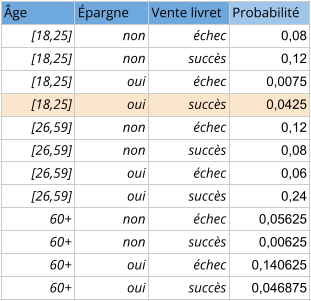 Âge Épargne Vente livret Probabilité
[18,25] non échec 0,08
[18,25] non succès 0,12
[18,25] oui échec 0,0075
[18,25] oui succès 0,0425
[26,59] non échec 0,12
[26,59] non succès 0,08
[26,59] oui échec 0,06
[26,59] oui succès 0,24
60+ non échec 0,05625
60+ non succès 0,00625
60+ oui échec 0,140625
60+ oui succès 0,046875